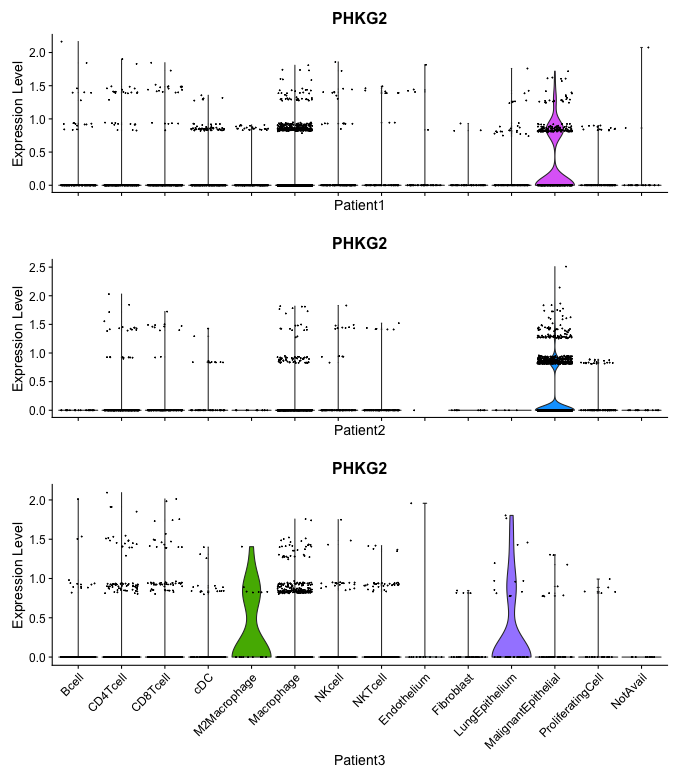 PHKG2
Expression Level
2.0
1.5
1.0
0.5
0.0
Patient1
PHKG2
Expression Level
2.5
2.0
1.5
1.0
0.5
0.0
Patient2
PHKG2
Expression Level
2.0
1.5
1.0
0.5
0.0
Bcell
CD4Tcell
CD8Tcell
cDC
M2Macrophage
Macrophage
NKcell
NKTcell
Endothelium
Fibroblast
LungEpithelium
MalignantEpithelial
ProliferatingCell
NotAvail
Patient3